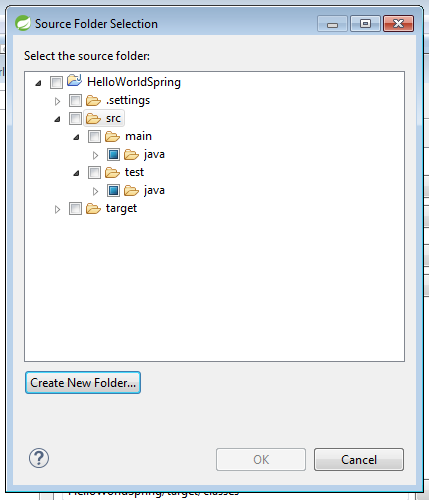 Source Folder Selection
Select the source folder:
HelloWorldSpring
.settings
src
main
java
test
java
target
Create New Folder...
OK
Cancel
HelloWorldSpring/target/classes